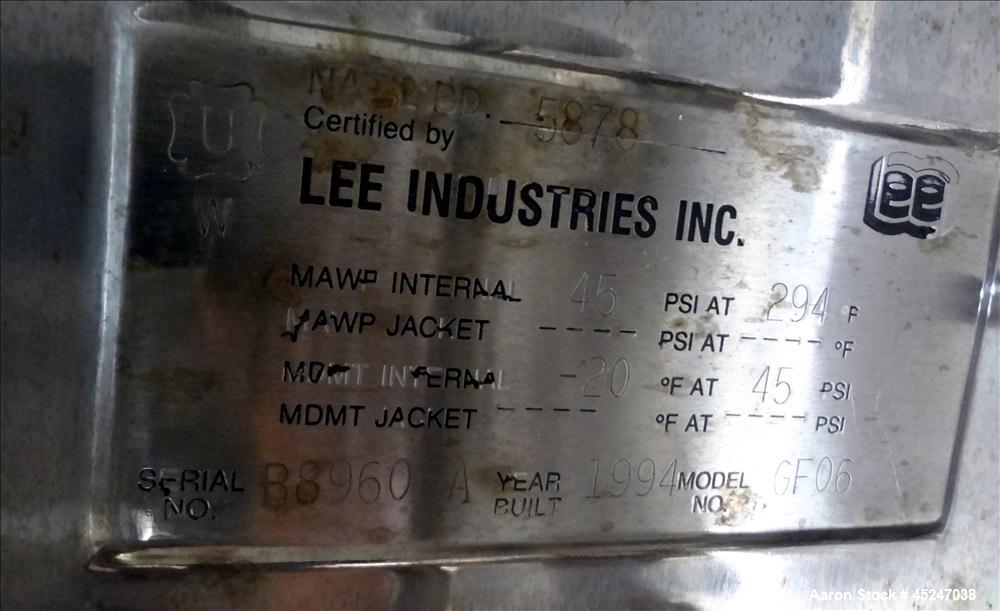 NAT'L BD. 5878
U
Certified by
W
LEE INDUSTRIES INC.
Lee
MAWP INTERNAL 45 PSI AT 294 F
MAWP JACKET ---- PSI AT ---- °F
MDMT INTERNAL -20 °F AT 45 PSI
MDMT JACKET ---- °F AT ---- PSI
SERIAL NO. B8960 A YEAR BUILT 1994 MODEL NO. GF06
Aaron Stock # 45247038